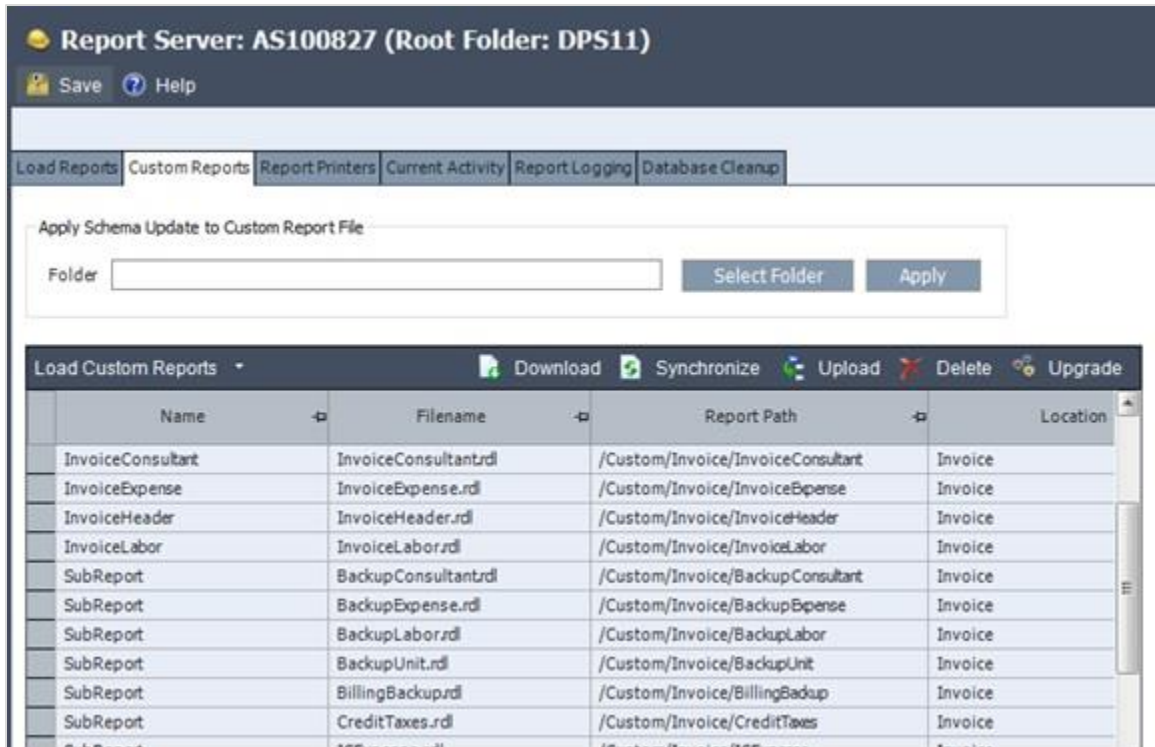 Report Server: AS100827 (Root Folder: DPS11)
Save Help
Load Reports Custom Reports Report Printers Current Activity Report Logging Database Cleanup
Apply Schema Update to Custom Report File
Folder Select Folder Apply
Load Custom Reports Download Synchronize Upload Delete Upgrade
Name Filename Report Path Location
InvoiceConsultant InvoiceConsultant.rdl /Custom/Invoice/InvoiceConsultant Invoice
InvoiceExpense InvoiceExpense.rdl /Custom/Invoice/InvoiceExpense Invoice
InvoiceHeader InvoiceHeader.rdl /Custom/Invoice/InvoiceHeader Invoice
InvoiceLabor InvoiceLabor.rdl /Custom/Invoice/InvoiceLabor Invoice
SubReport BackupConsultant.rdl /Custom/Invoice/BackupConsultant Invoice
SubReport BackupExpense.rdl /Custom/Invoice/BackupExpense Invoice
SubReport BackupLabor.rdl /Custom/Invoice/BackupLabor Invoice
SubReport BackupUnit.rdl /Custom/Invoice/BackupUnit Invoice
SubReport BillingBackup.rdl /Custom/Invoice/BillingBackup Invoice
SubReport CreditTaxes.rdl /Custom/Invoice/CreditTaxes Invoice